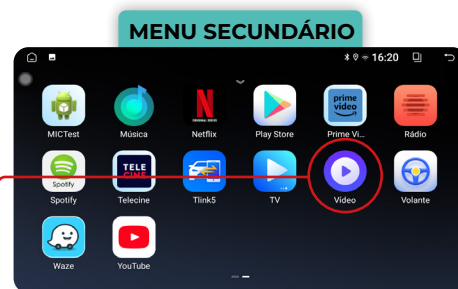 MENU SECUNDÁRIO
16:20
prime video
MICTest Música Netflix Play Store Prime Vi... Rádio
Spotify
TELE CINE
Spotify Telecine Tlink5 TV Vídeo Volante
Waze YouTube